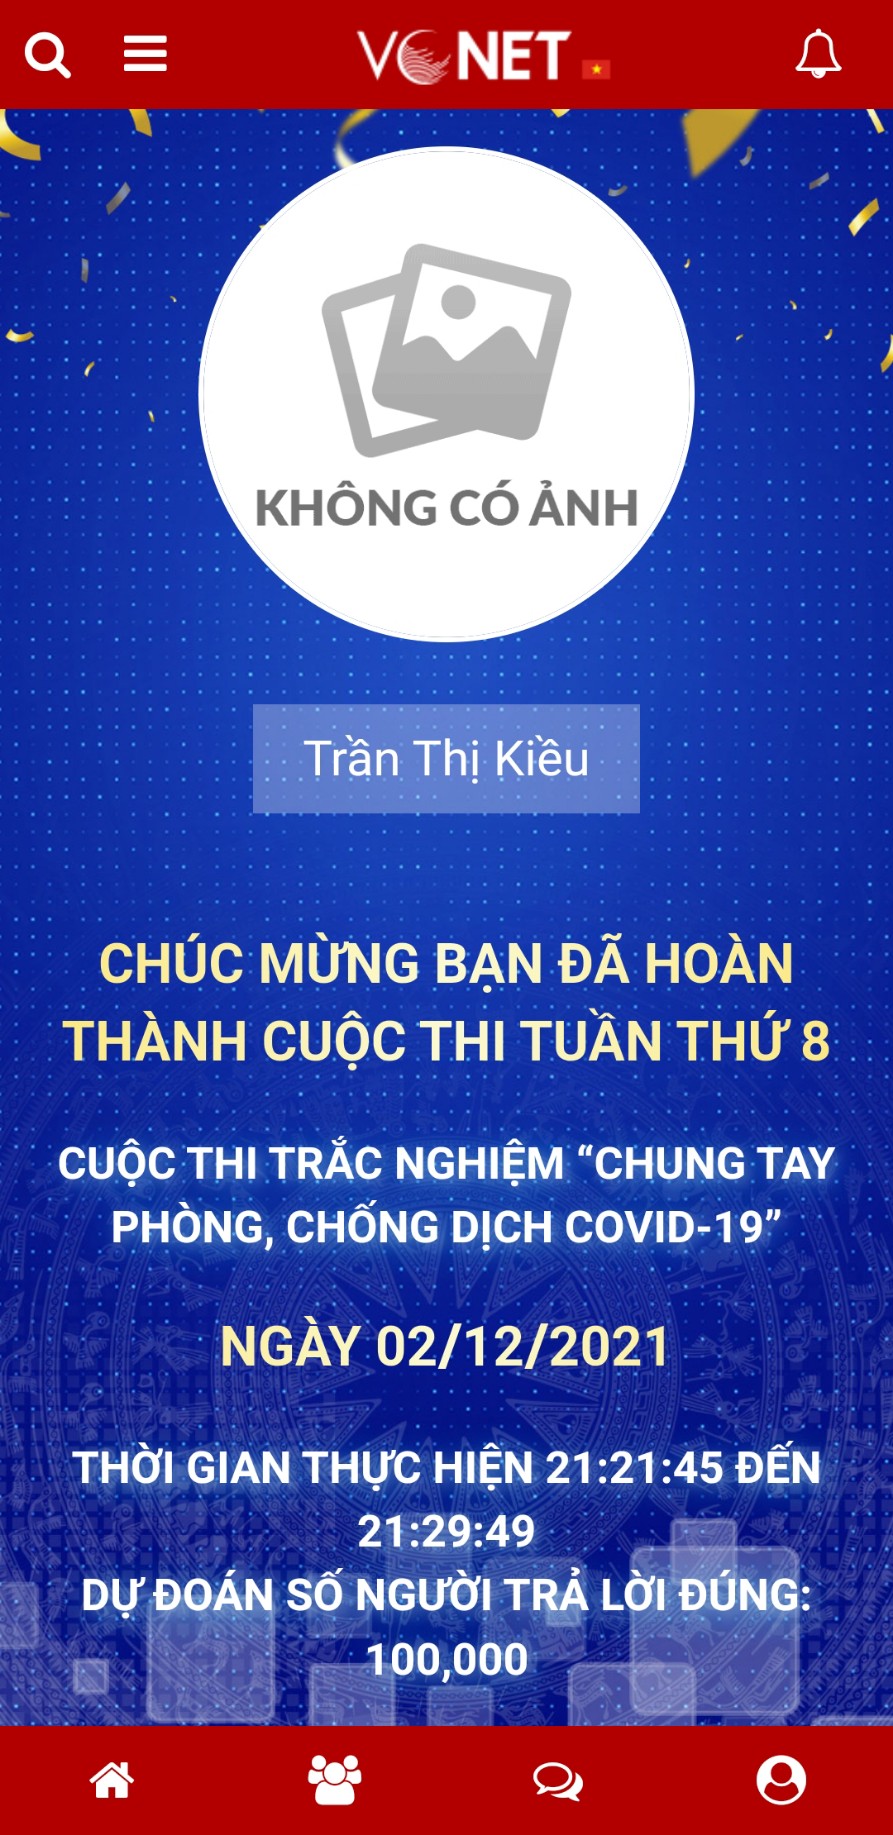 VCNET
KHÔNG CÓ ẢNH
Trần Thị Kiều
CHÚC MỪNG BẠN ĐÃ HOÀN
THÀNH CUỘC THI TUẦN THỨ 8
CUỘC THI TRẮC NGHIỆM “CHUNG TAY
PHÒNG, CHỐNG DỊCH COVID-19”
NGÀY 02/12/2021
THỜI GIAN THỰC HIỆN 21:21:45 ĐẾN
21:29:49
DỰ ĐOÁN SỐ NGƯỜI TRẢ LỜI ĐÚNG:
100,000